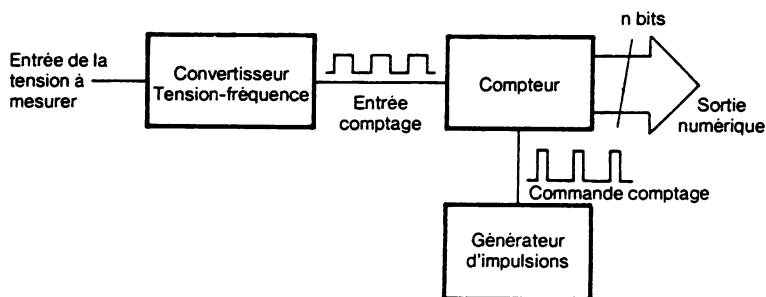 n bits
Entrée de la
tension à
mesurer
Convertisseur
Tension-fréquence
Entrée
comptage
Compteur
Sortie
numérique
Commande comptage
Générateur
d'impulsions